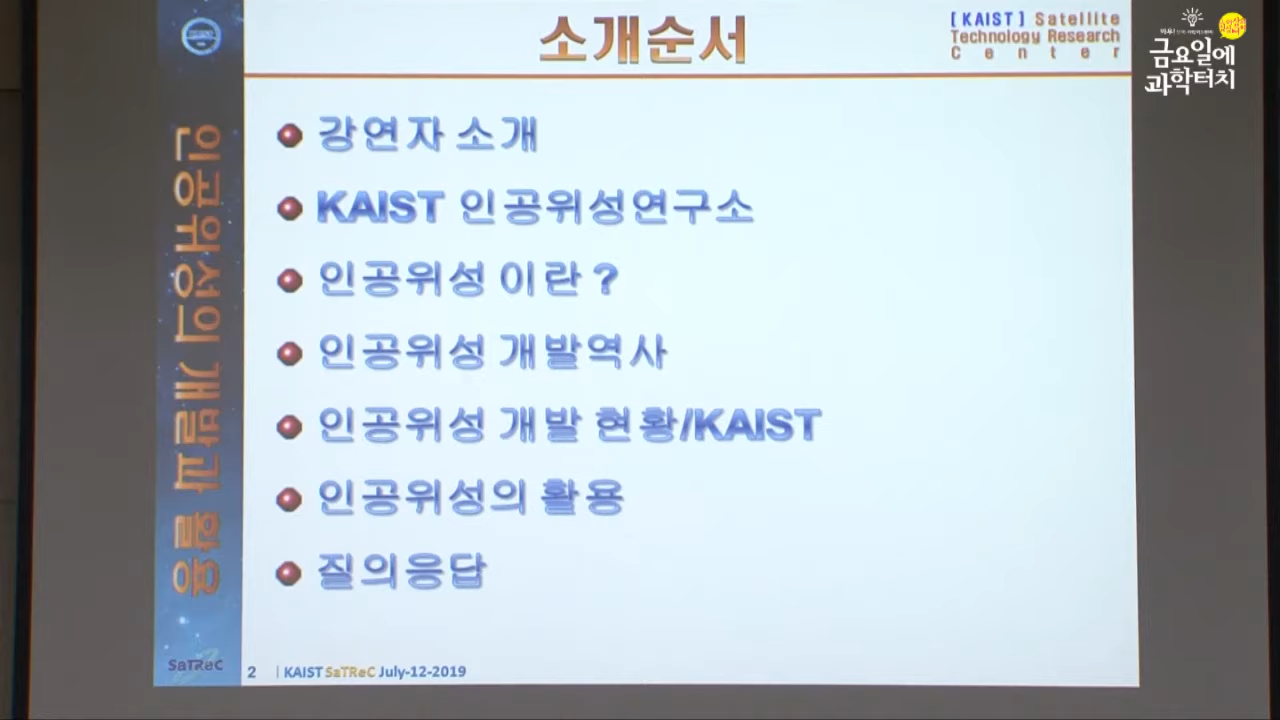 소개순서
[KAIST] Satellite
Technology Research
Center
금요일에
과학터치
인공위성의 개발과 활용
강연자 소개
KAIST 인공위성연구소
인공위성 이란 ?
인공위성 개발역사
인공위성 개발 현황/KAIST
인공위성의 활용
질의응답
SaTReC
2 | KAIST SaTReC July-12-2019